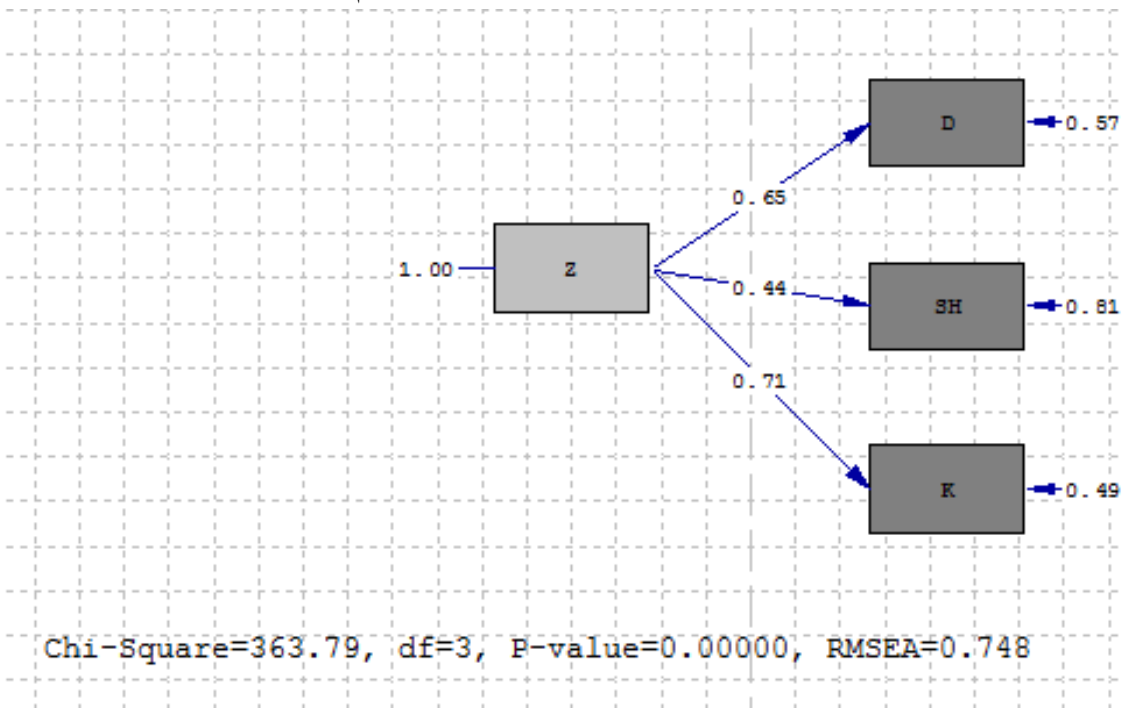 D
0.57
0.65
1.00
Z
0.44
SH
0.81
0.71
K
0.49
Chi-Square=363.79, df=3, P-value=0.00000, RMSEA=0.748